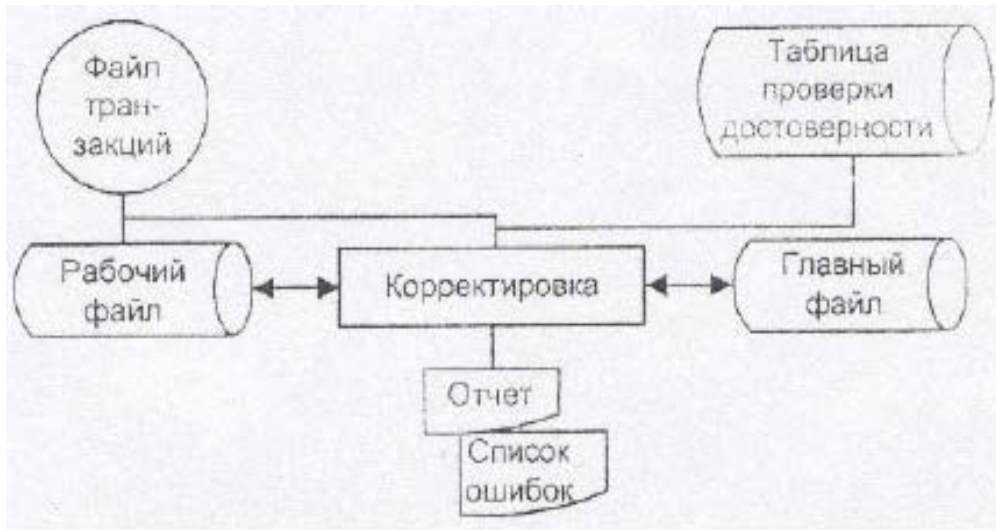 Файл
тран-
закций
Таблица
проверки
достоверности
Рабочий
файл
Корректировка
Главный
файл
Отчет
Список
ошибок